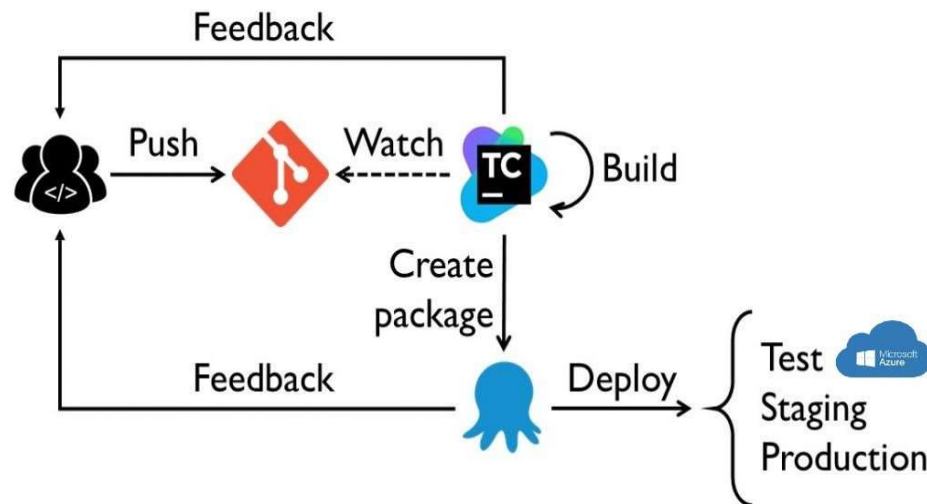 Feedback
Push
Watch
</>
TC
Build
Create
package
Feedback
Deploy
Test
Microsoft
Azure
Staging
Production